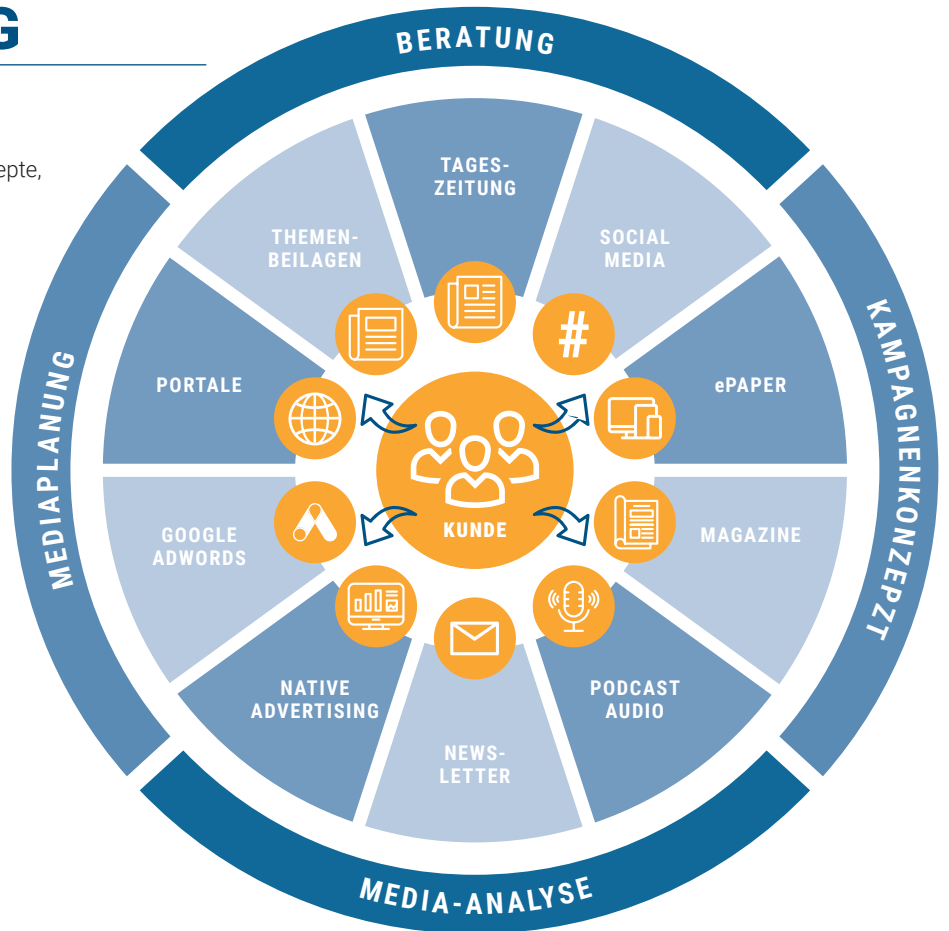 G
epte,
BERATUNG
TAGES-
ZEITUNG
SOCIAL
MEDIA
ePAPER
MAGAZINE
PODCAST
AUDIO
NEWS-
LETTER
NATIVE
ADVERTISING
GOOGLE
ADWORDS
PORTALE
THEMEN-
BEILAGEN
#
KUNDE
KAMPAGNENKONZEPZT
MEDIA-ANALYSE
MEDIAPLANUNG